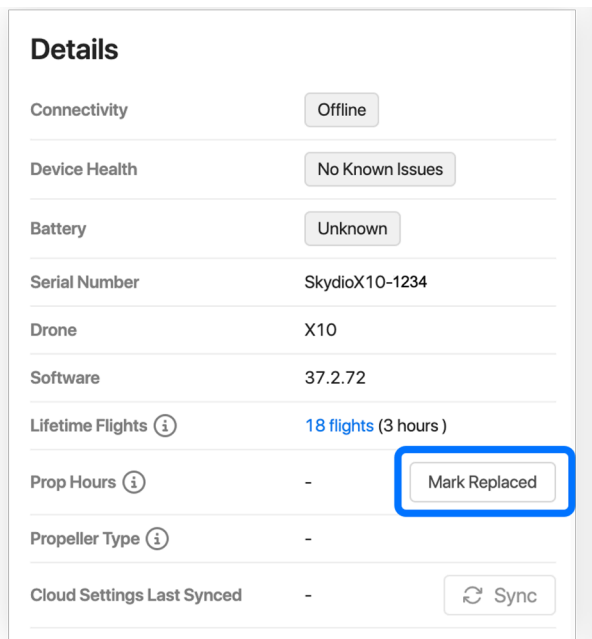 Details
Connectivity Offline
Device Health No Known Issues
Battery Unknown
Serial Number SkydioX10-1234
Drone X10
Software 37.2.72
Lifetime Flights i 18 flights (3 hours )
Prop Hours i - Mark Replaced
Propeller Type i -
Cloud Settings Last Synced - Sync